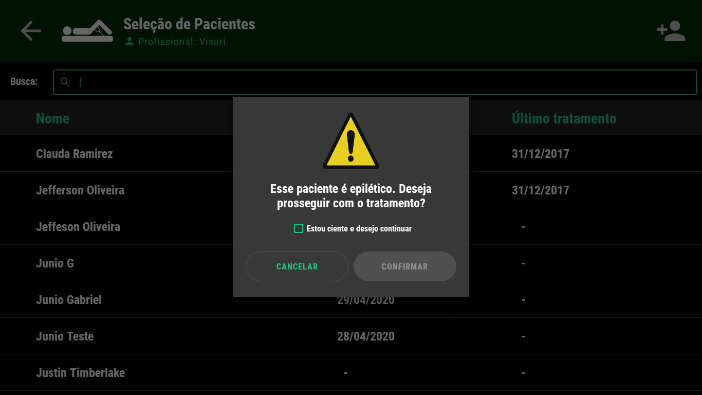 Seleção de Pacientes
Profissional: Visuri
Busca:
Nome
Último tratamento
Clauda Ramirez
31/12/2017
Jefferson Oliveira
31/12/2017
Jeffeson Oliveira
-
Junio G
-
Junio Gabriel
29/04/2020
-
Junio Teste
28/04/2020
-
Justin Timberlake
-
-
Esse paciente é epilético. Deseja
prosseguir com o tratamento?
Estou ciente e desejo continuar
CANCELAR
CONFIRMAR